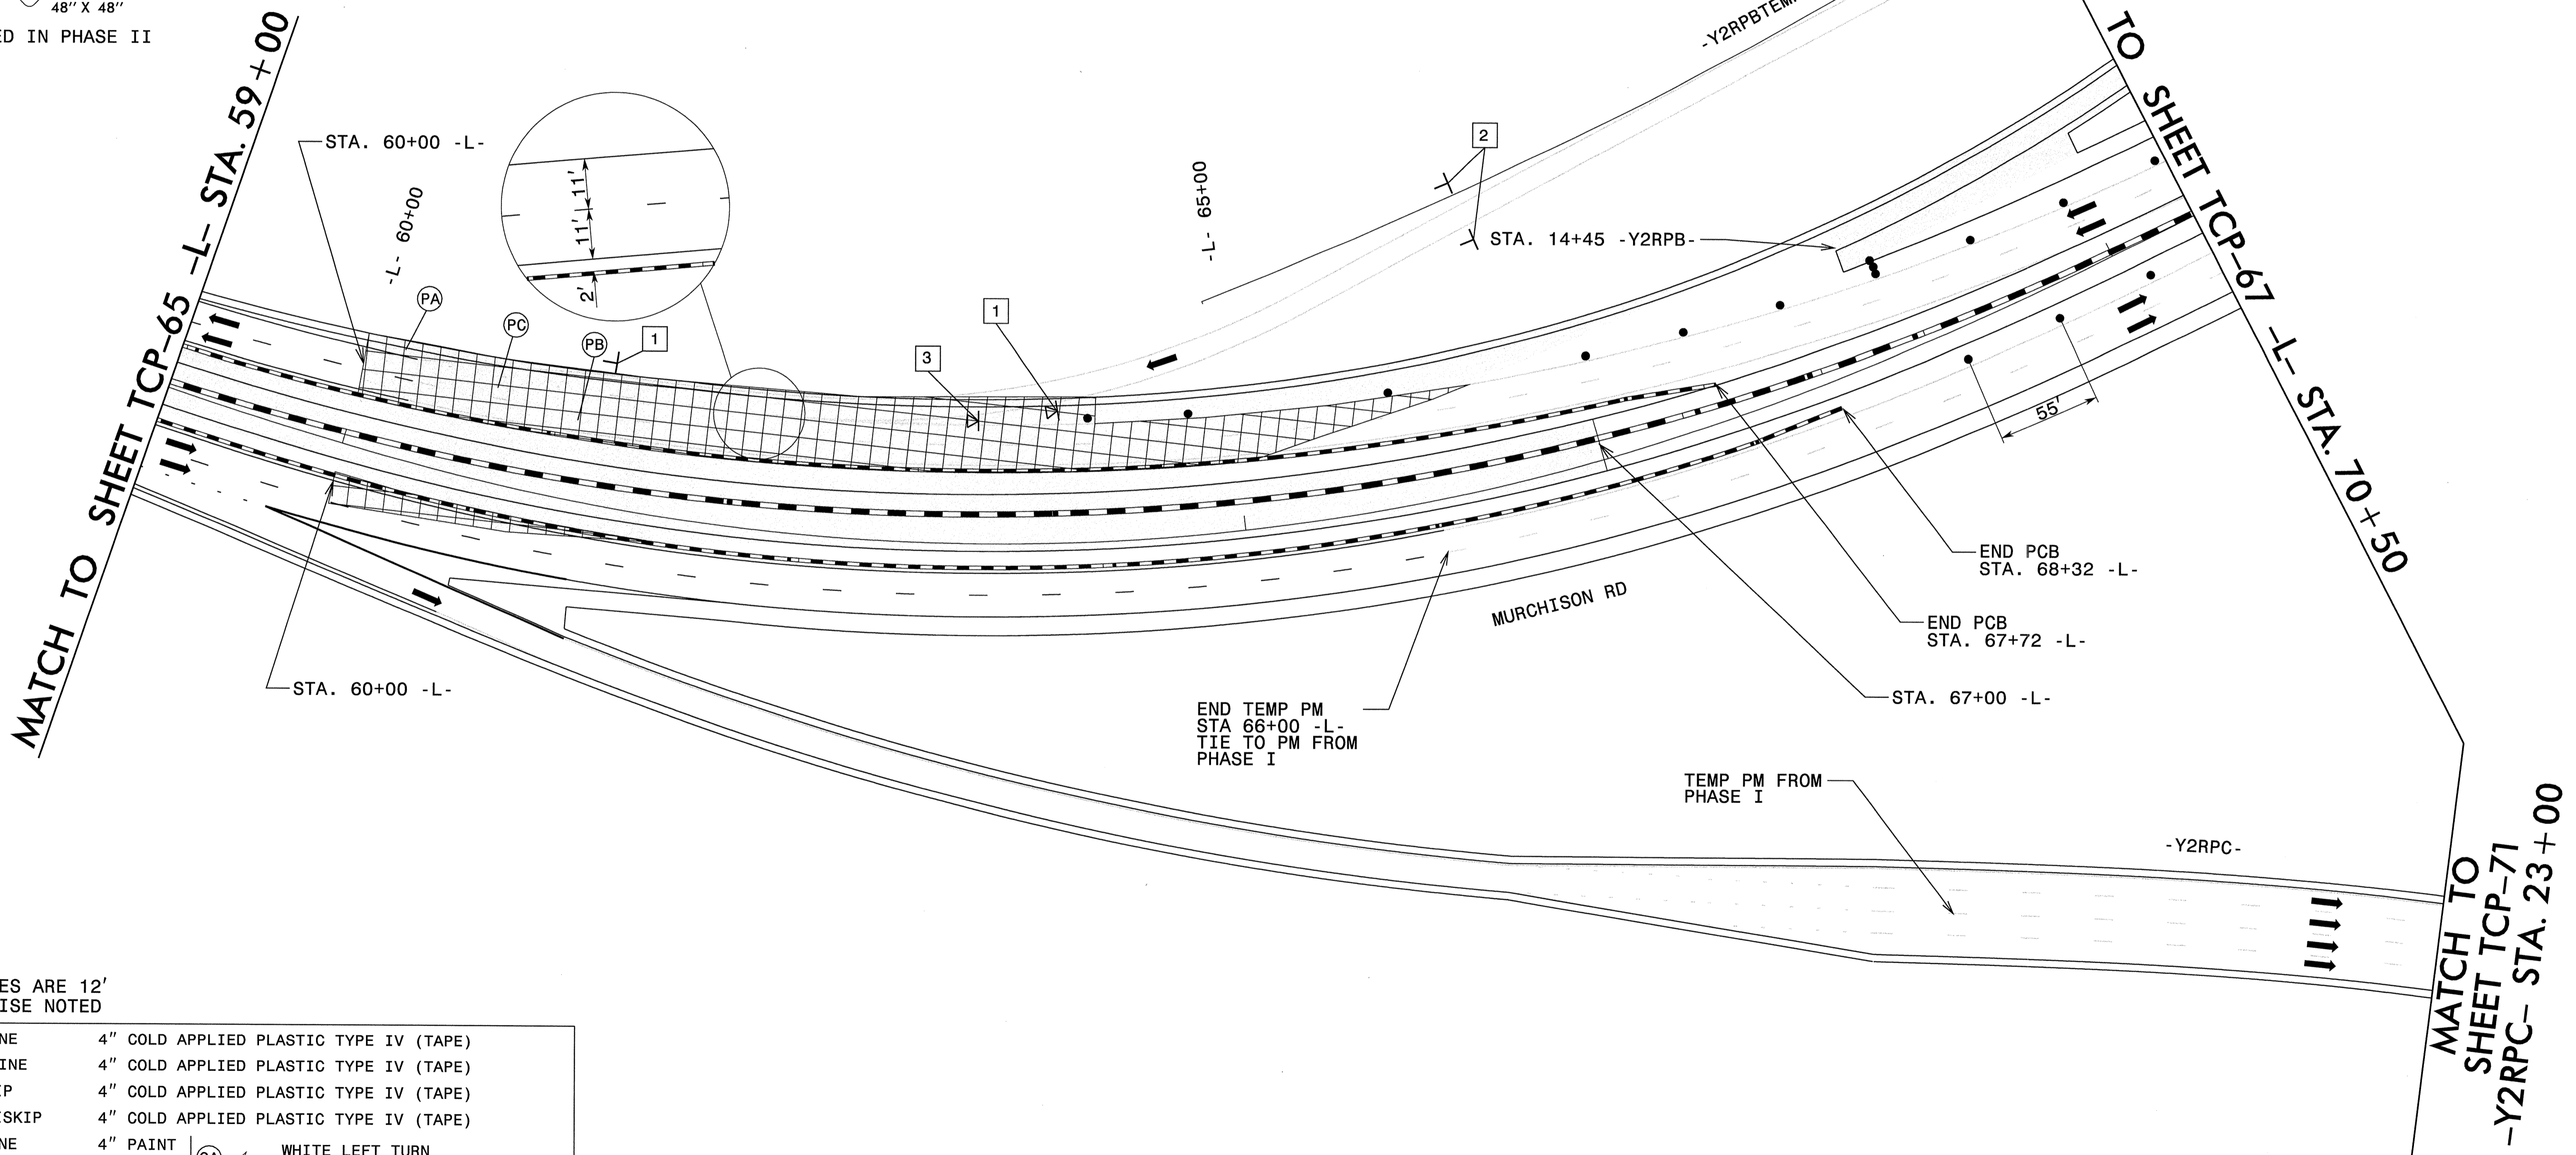 48" X 48"
ED IN PHASE II
MATCH TO SHEET TCP-65 -L- STA. 59+00
STA. 60+00 -L-
-L- 60+00
11'
11'
2'
PA
PC
PB
1
3
1
-L- 65+00
2
STA. 14+45 -Y2RPB-
TO SHEET TCP-67 -L- STA. 70+50
55'
END PCB
STA. 68+32 -L-
END PCB
STA. 67+72 -L-
STA. 67+00 -L-
MURCHISON RD
STA. 60+00 -L-
END TEMP PM
STA 66+00 -L-
TIE TO PM FROM
PHASE I
TEMP PM FROM
PHASE I
-Y2RPC-
MATCH TO
SHEET TCP-71
-Y2RPC- STA. 23+00
ES ARE 12'
ISE NOTED
NE 4" COLD APPLIED PLASTIC TYPE IV (TAPE)
INE 4" COLD APPLIED PLASTIC TYPE IV (TAPE)
IP 4" COLD APPLIED PLASTIC TYPE IV (TAPE)
ISKIP 4" COLD APPLIED PLASTIC TYPE IV (TAPE)
NE 4" PAINT
WHITE LEFT TURN